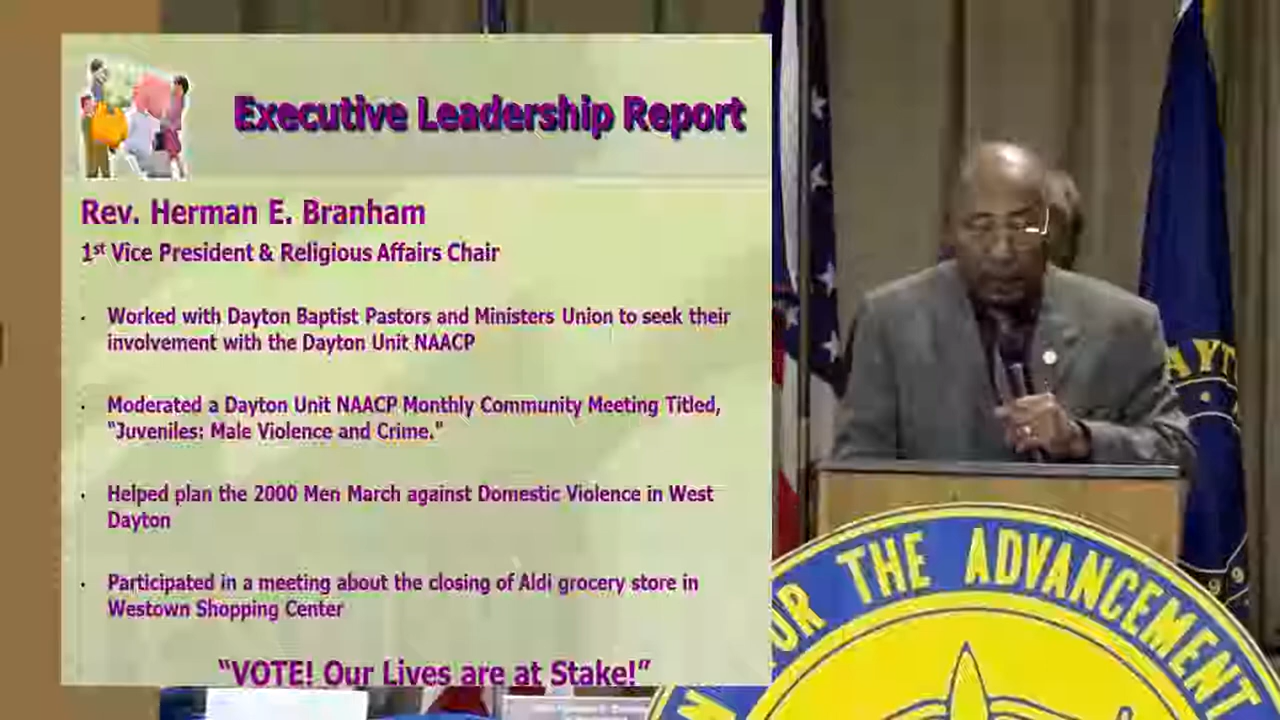 Executive Leadership Report
Rev. Herman E. Branham
1st Vice President & Religious Affairs Chair
· Worked with Dayton Baptist Pastors and Ministers Union to seek their
involvement with the Dayton Unit NAACP
· Moderated a Dayton Unit NAACP Monthly Community Meeting Titled,
"Juveniles: Male Violence and Crime."
· Helped plan the 2000 Men March against Domestic Violence in West
Dayton
· Participated in a meeting about the closing of Aldi grocery store in
Westown Shopping Center
“VOTE! Our Lives are at Stake!”
AYT
N OR THE ADVANCEMENT